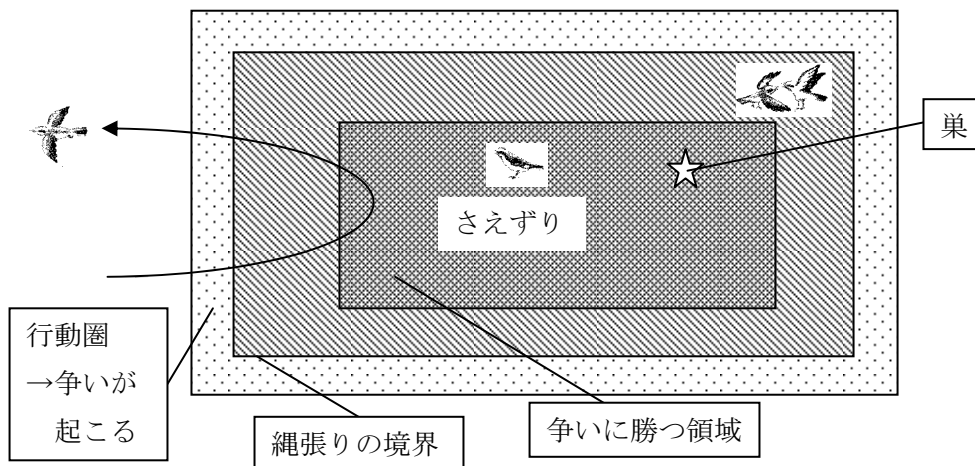 巣
さえずり
行動圏
→争いが
起こる
縄張りの境界
争いに勝つ領域